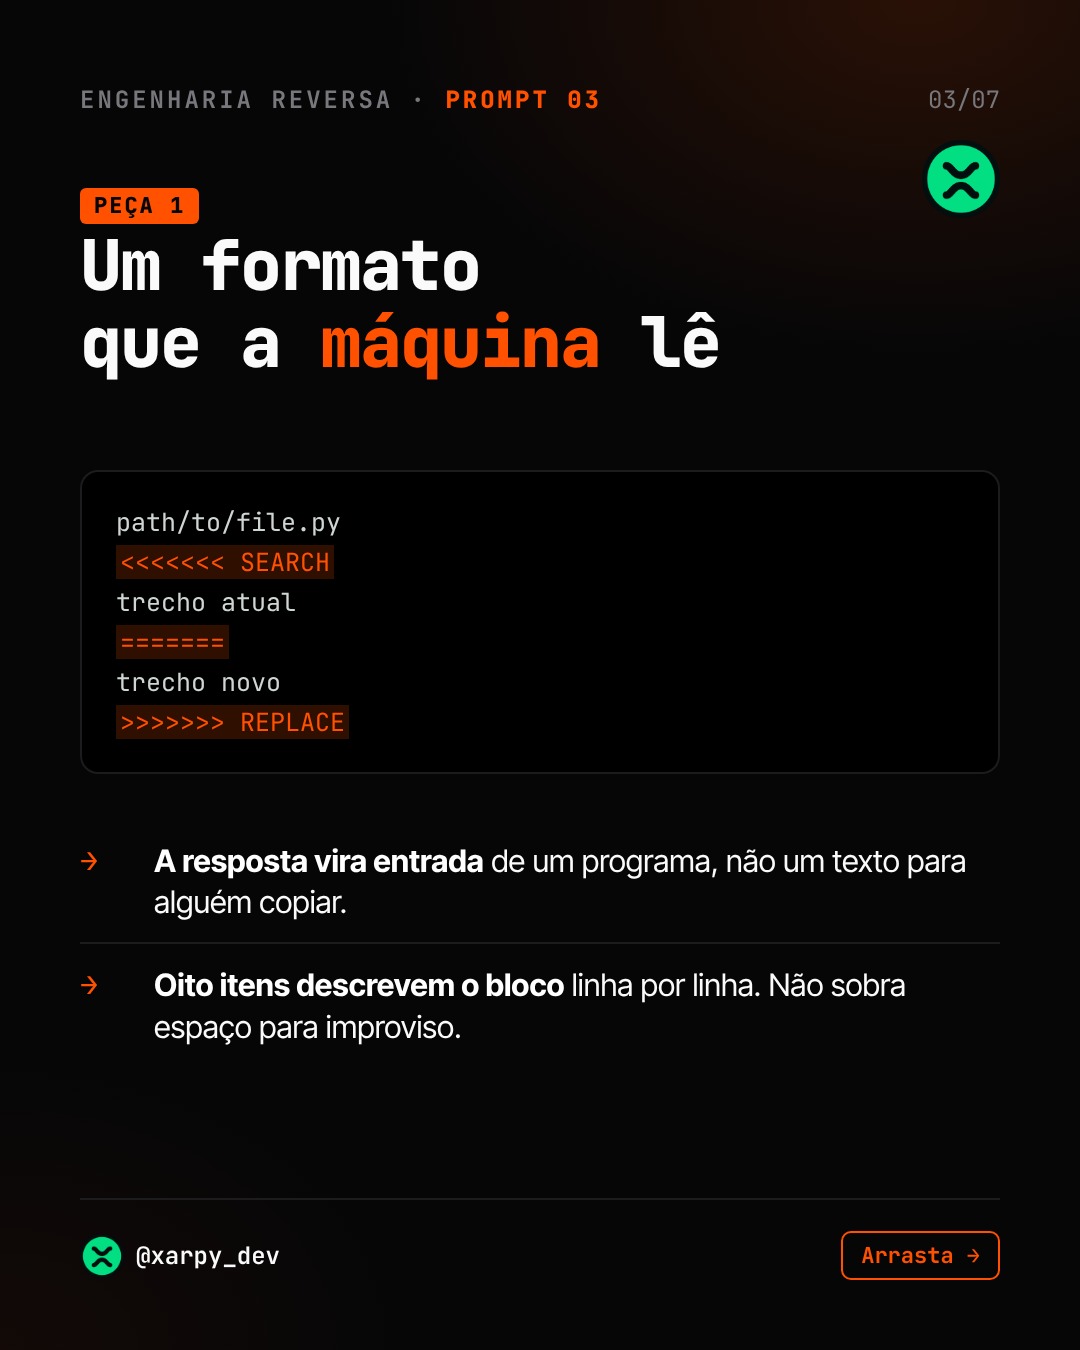 ENGENHARIA REVERSA · PROMPT 03
03/07
PEÇA 1
Um formato
que a máquina lê
path/to/file.py
<<<<<<< SEARCH
trecho atual
=======
trecho novo
>>>>>>> REPLACE
→ A resposta vira entrada de um programa, não um texto para
alguém copiar.
→ Oito itens descrevem o bloco linha por linha. Não sobra
espaço para improviso.
@xarpy_dev
Arrasta →